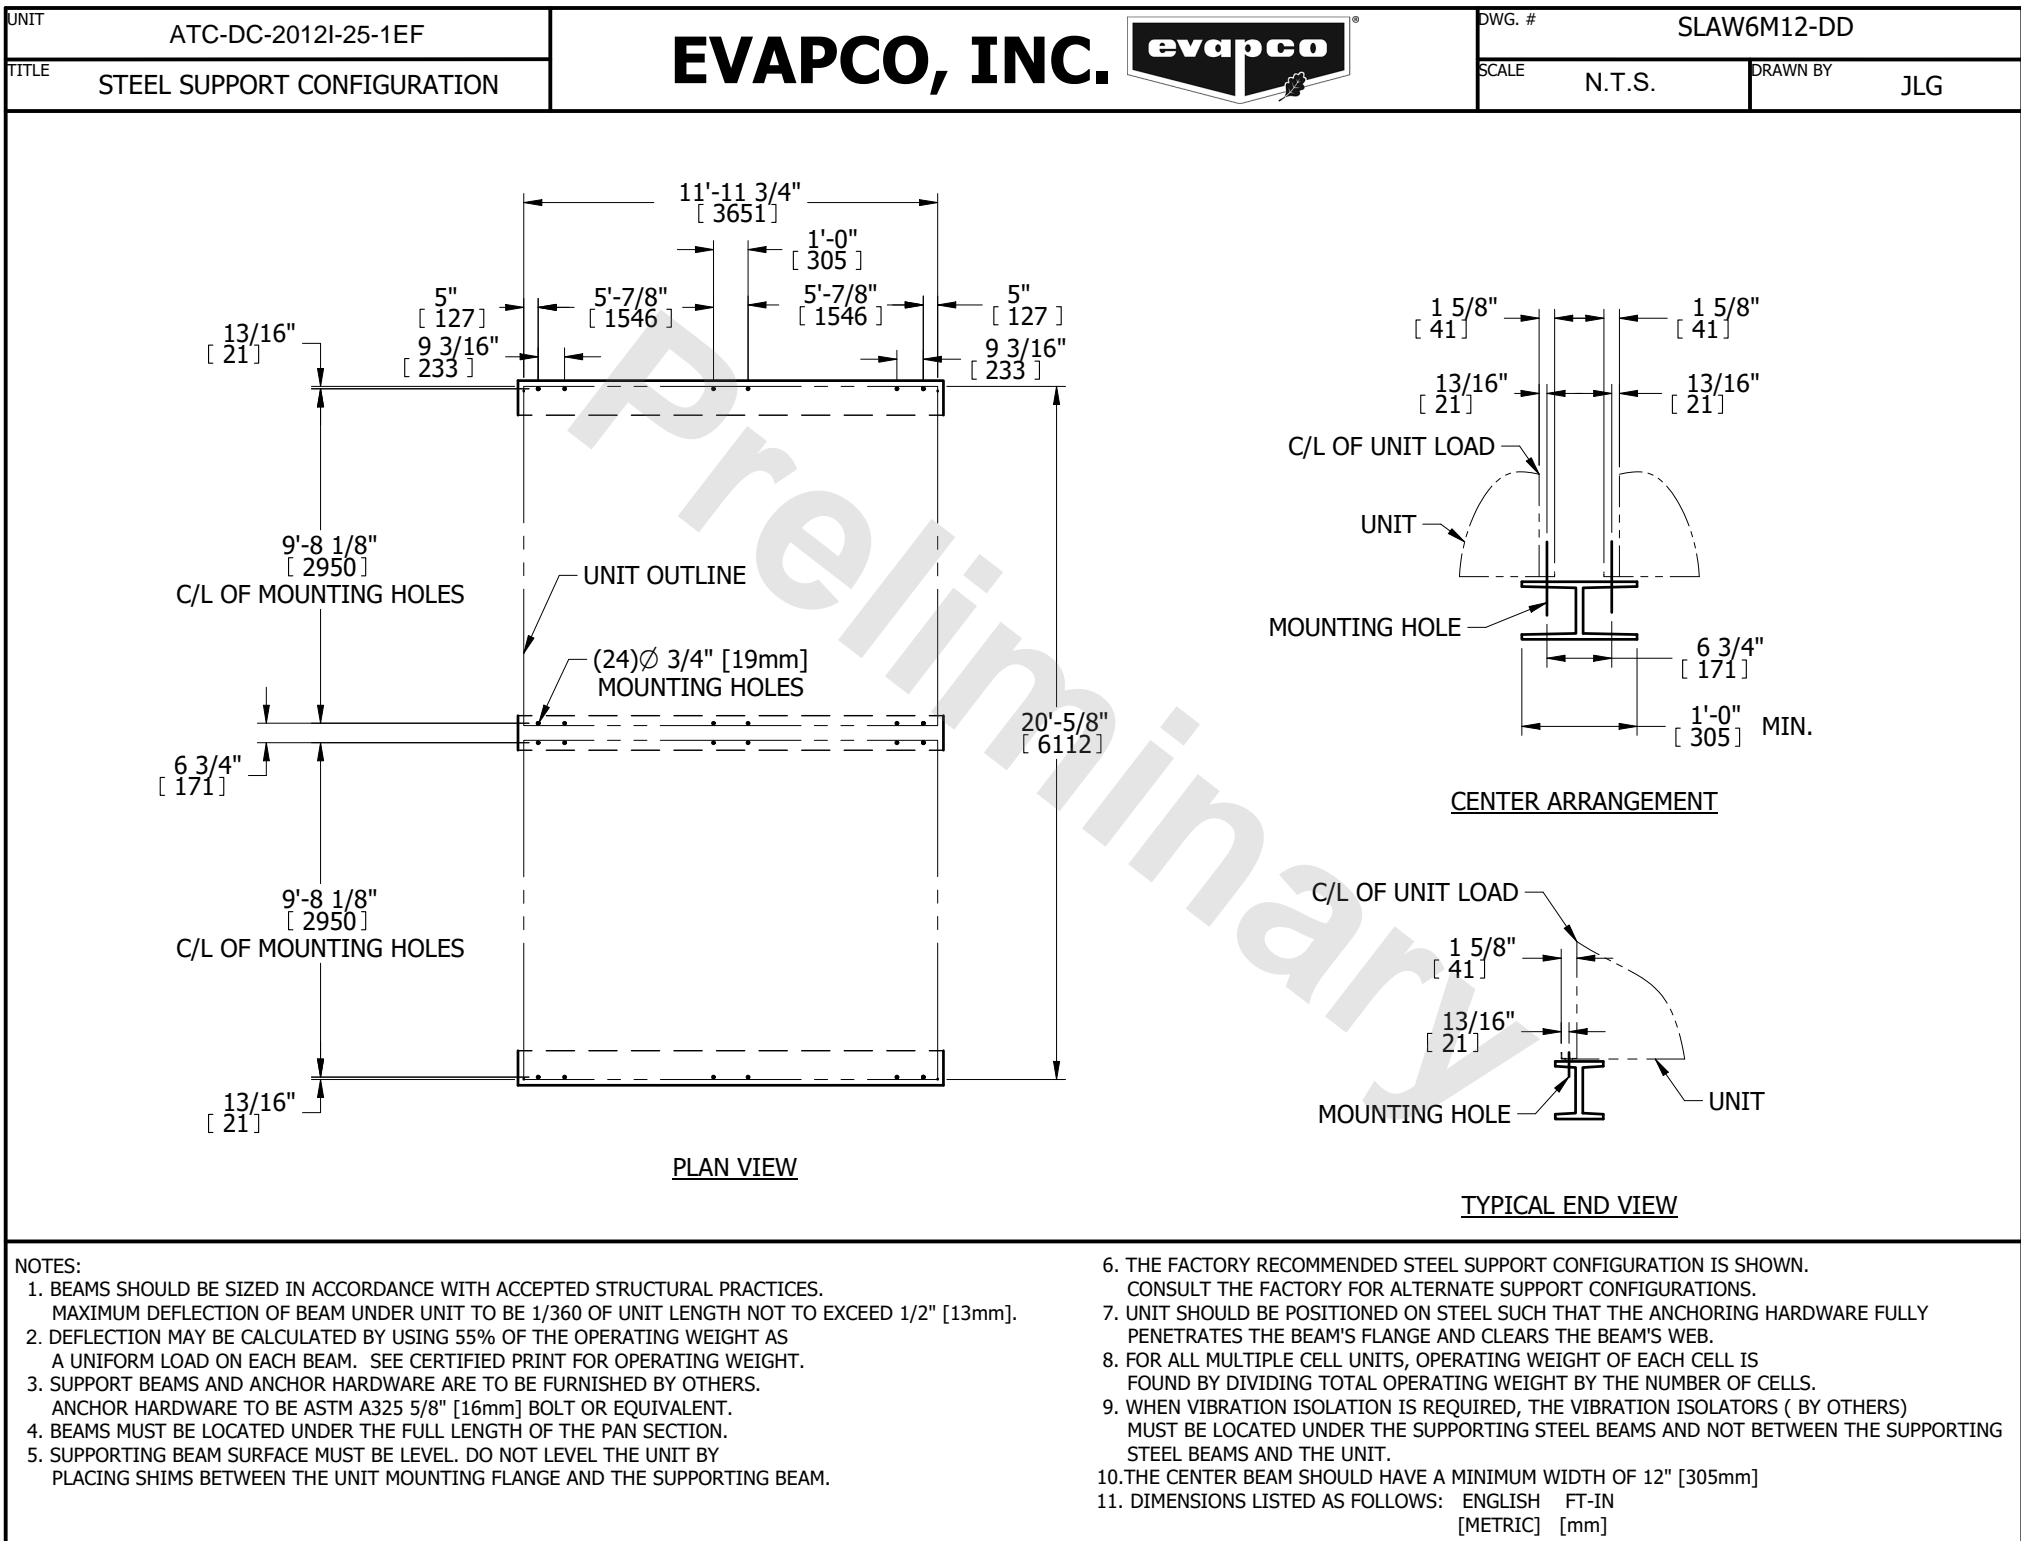 UNIT
ATC-DC-2012I-25-1EF
TITLE
STEEL SUPPORT CONFIGURATION
EVAPCO, INC.
evapco
®
DWG. #
SLAW6M12-DD
SCALE
N.T.S.
DRAWN BY
JLG
11'-11 3/4"
[ 3651]
1'-0"
[ 305 ]
5"
[ 127]
5'-7/8"
[ 1546 ]
5'-7/8"
[ 1546 ]
5"
[ 127 ]
13/16"
[ 21]
9 3/16"
[ 233 ]
9 3/16"
[ 233 ]
9'-8 1/8"
[ 2950]
C/L OF MOUNTING HOLES
UNIT OUTLINE
(24)Ø 3/4" [19mm]
MOUNTING HOLES
20'-5/8"
[ 6112]
6 3/4"
[ 171]
9'-8 1/8"
[ 2950]
C/L OF MOUNTING HOLES
13/16"
[ 21]
PLAN VIEW
Preliminary
1 5/8"
[ 41]
1 5/8"
[ 41]
13/16"
[ 21]
13/16"
[ 21]
C/L OF UNIT LOAD
UNIT
MOUNTING HOLE
6 3/4"
[ 171]
1'-0"
[ 305] MIN.
CENTER ARRANGEMENT
C/L OF UNIT LOAD
1 5/8"
[ 41]
13/16"
[ 21]
MOUNTING HOLE
UNIT
TYPICAL END VIEW
NOTES:
1. BEAMS SHOULD BE SIZED IN ACCORDANCE WITH ACCEPTED STRUCTURAL PRACTICES.
MAXIMUM DEFLECTION OF BEAM UNDER UNIT TO BE 1/360 OF UNIT LENGTH NOT TO EXCEED 1/2" [13mm].
2. DEFLECTION MAY BE CALCULATED BY USING 55% OF THE OPERATING WEIGHT AS
A UNIFORM LOAD ON EACH BEAM. SEE CERTIFIED PRINT FOR OPERATING WEIGHT.
3. SUPPORT BEAMS AND ANCHOR HARDWARE ARE TO BE FURNISHED BY OTHERS.
ANCHOR HARDWARE TO BE ASTM A325 5/8" [16mm] BOLT OR EQUIVALENT.
4. BEAMS MUST BE LOCATED UNDER THE FULL LENGTH OF THE PAN SECTION.
5. SUPPORTING BEAM SURFACE MUST BE LEVEL. DO NOT LEVEL THE UNIT BY
PLACING SHIMS BETWEEN THE UNIT MOUNTING FLANGE AND THE SUPPORTING BEAM.
6. THE FACTORY RECOMMENDED STEEL SUPPORT CONFIGURATION IS SHOWN.
CONSULT THE FACTORY FOR ALTERNATE SUPPORT CONFIGURATIONS.
7. UNIT SHOULD BE POSITIONED ON STEEL SUCH THAT THE ANCHORING HARDWARE FULLY
PENETRATES THE BEAM'S FLANGE AND CLEARS THE BEAM'S WEB.
8. FOR ALL MULTIPLE CELL UNITS, OPERATING WEIGHT OF EACH CELL IS
FOUND BY DIVIDING TOTAL OPERATING WEIGHT BY THE NUMBER OF CELLS.
9. WHEN VIBRATION ISOLATION IS REQUIRED, THE VIBRATION ISOLATORS ( BY OTHERS)
MUST BE LOCATED UNDER THE SUPPORTING STEEL BEAMS AND NOT BETWEEN THE SUPPORTING
STEEL BEAMS AND THE UNIT.
10.THE CENTER BEAM SHOULD HAVE A MINIMUM WIDTH OF 12" [305mm]
11. DIMENSIONS LISTED AS FOLLOWS: ENGLISH FT-IN
[METRIC] [mm]